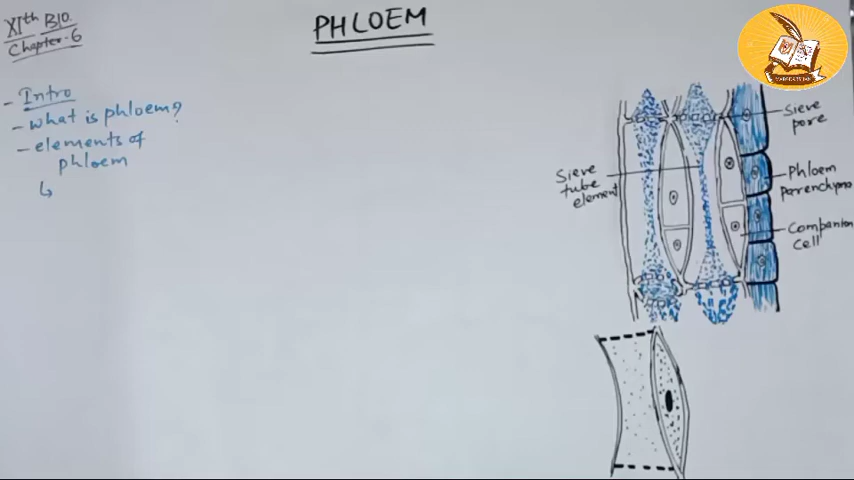 XIth BIO.
Chapter-6
PHLOEM
- Intro
- what is phloem?
- elements of
phloem
Sieve
pore
Sieve
tube
element
Phloem
parenchyma
Companion
cell